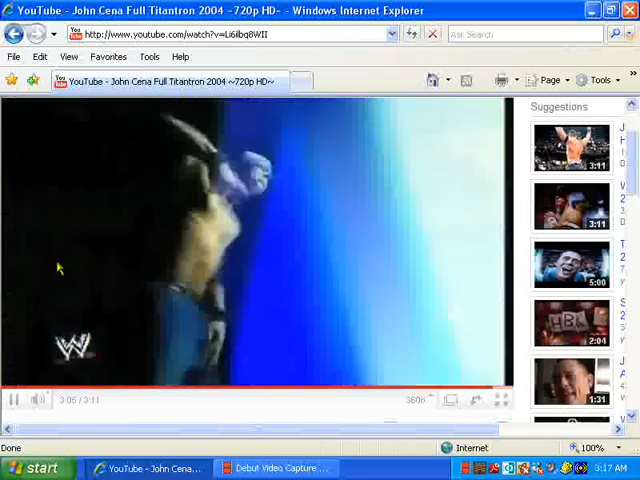 YouTube - John Cena Full Titantron 2004 ~720p HD~ - Windows Internet Explorer
http://www.youtube.com/watch?v=Li6ilbq8WII
Ask Search
File Edit View Favorites Tools Help
YouTube - John Cena Full Titantron 2004 ~720p HD~
Page Tools
Suggestions
3:11
3:11
5:00
HBK
2:04
1:31
W
3:06 / 3:11
360p
Done
Internet
100%
start
YouTube - John Cena...
Debut Video Capture ...
3:17 AM